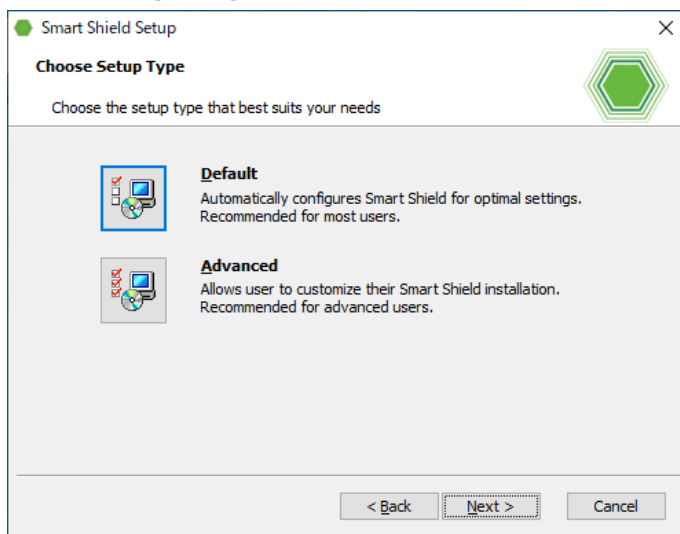 Smart Shield Setup
Choose Setup Type
Choose the setup type that best suits your needs
Default
Automatically configures Smart Shield for optimal settings.
Recommended for most users.
Advanced
Allows user to customize their Smart Shield installation.
Recommended for advanced users.
< Back
Next >
Cancel